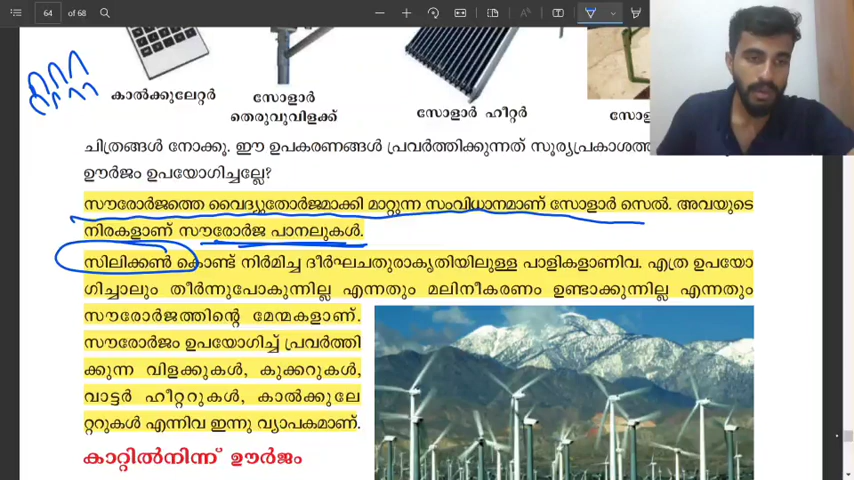 64 of 68
കാൽക്കുലേറ്റർ
സോളാർ
തെരുവുവിളക്ക്
സോളാർ ഹീറ്റർ
ചിത്രങ്ങൾ നോക്കൂ. ഈ ഉപകരണങ്ങൾ പ്രവർത്തിക്കുന്നത്
ഊർജം ഉപയോഗിച്ചല്ലേ?
സൗരോർജത്തെ വൈദ്യുതോർജമാക്കി മാറ്റുന്ന സംവിധാനമാണ് സോളാർ സെൽ. അവയുടെ
നിരകളാണ് സൗരോർജ പാനലുകൾ.
സിലിക്കൺ കൊണ്ട് നിർമിച്ച ദീർഘചതുരാകൃതിയിലുള്ള പാളികളാണിവ. എത്ര ഉപയോ
ഗിച്ചാലും തീർന്നുപോകുന്നില്ല എന്നതും മലിനീകരണം ഉണ്ടാക്കുന്നില്ല എന്നതും
സൗരോർജത്തിന്റെ മേന്മകളാണ്.
സൗരോർജം ഉപയോഗിച്ച് പ്രവർത്തി
ക്കുന്ന വിളക്കുകൾ, കുക്കറുകൾ,
വാട്ടർ ഹീറ്ററുകൾ, കാൽക്കുലേ
റ്ററുകൾ എന്നിവ ഇന്നു വ്യാപകമാണ്.
കാറ്റിൽനിന്ന് ഊർജം